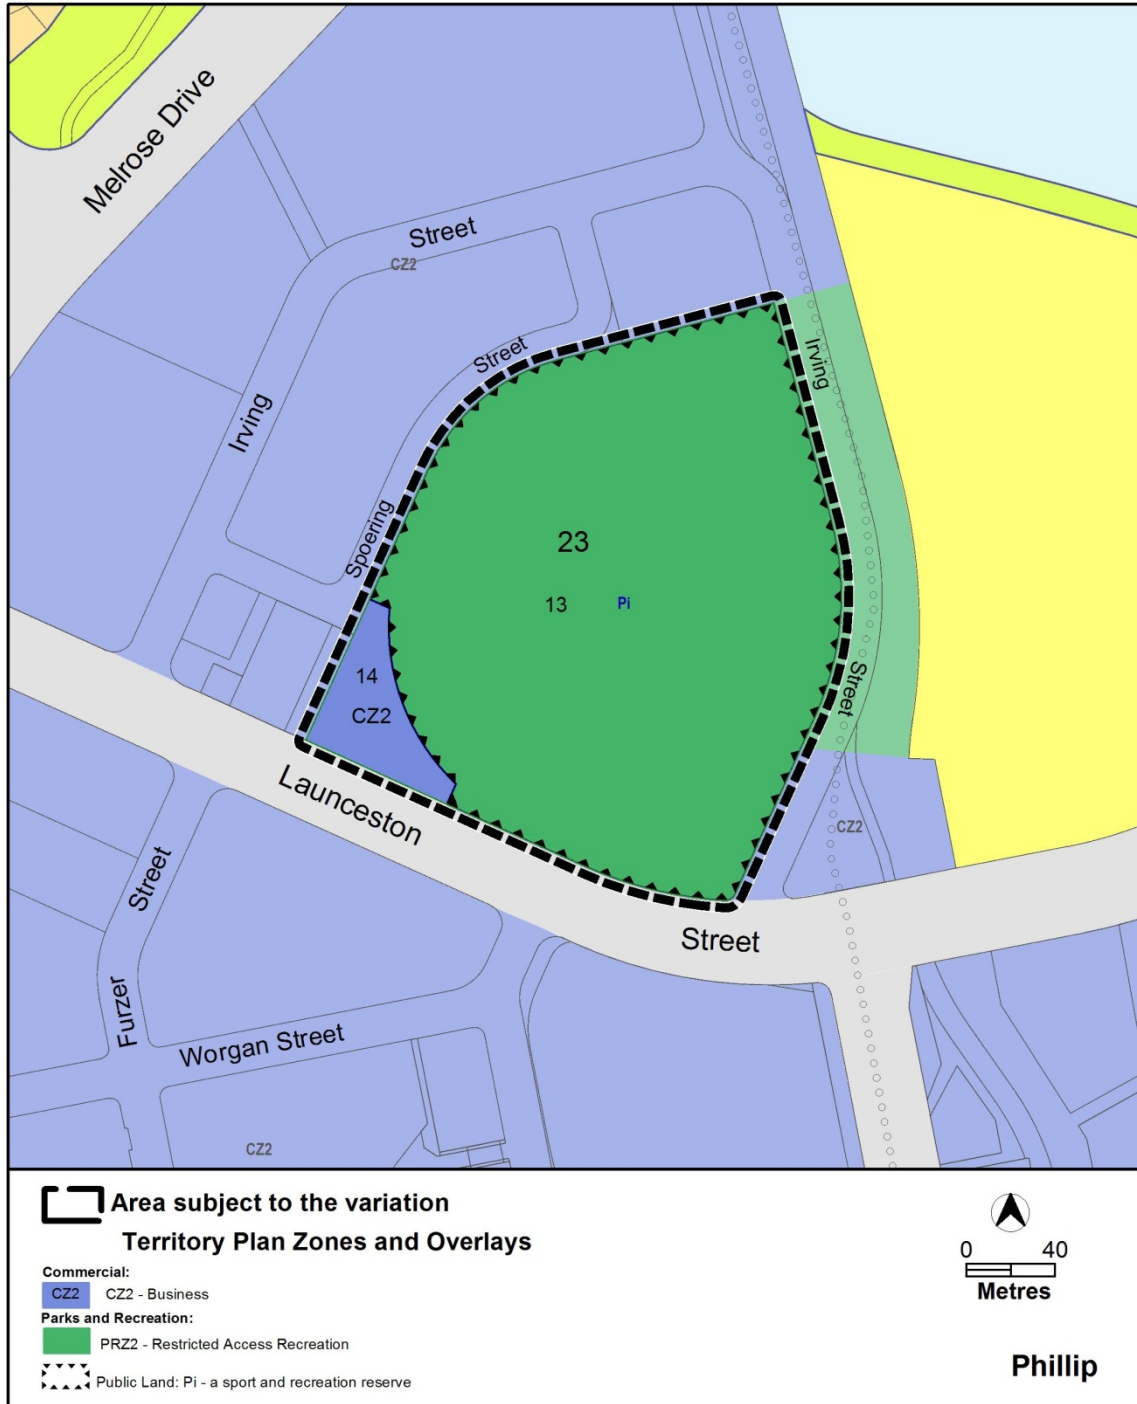 Melrose Drive
Street
CZ2
Street
Irving
Irving
Spoering
23
13
Pi
14
CZ2
Street
CZ2
Launceston
Street
Street
Furzer
Worgan Street
CZ2
Area subject to the variation
Territory Plan Zones and Overlays
Commercial:
CZ2 CZ2 - Business
Parks and Recreation:
PRZ2 - Restricted Access Recreation
Public Land: Pi - a sport and recreation reserve
0 40
Metres
Phillip